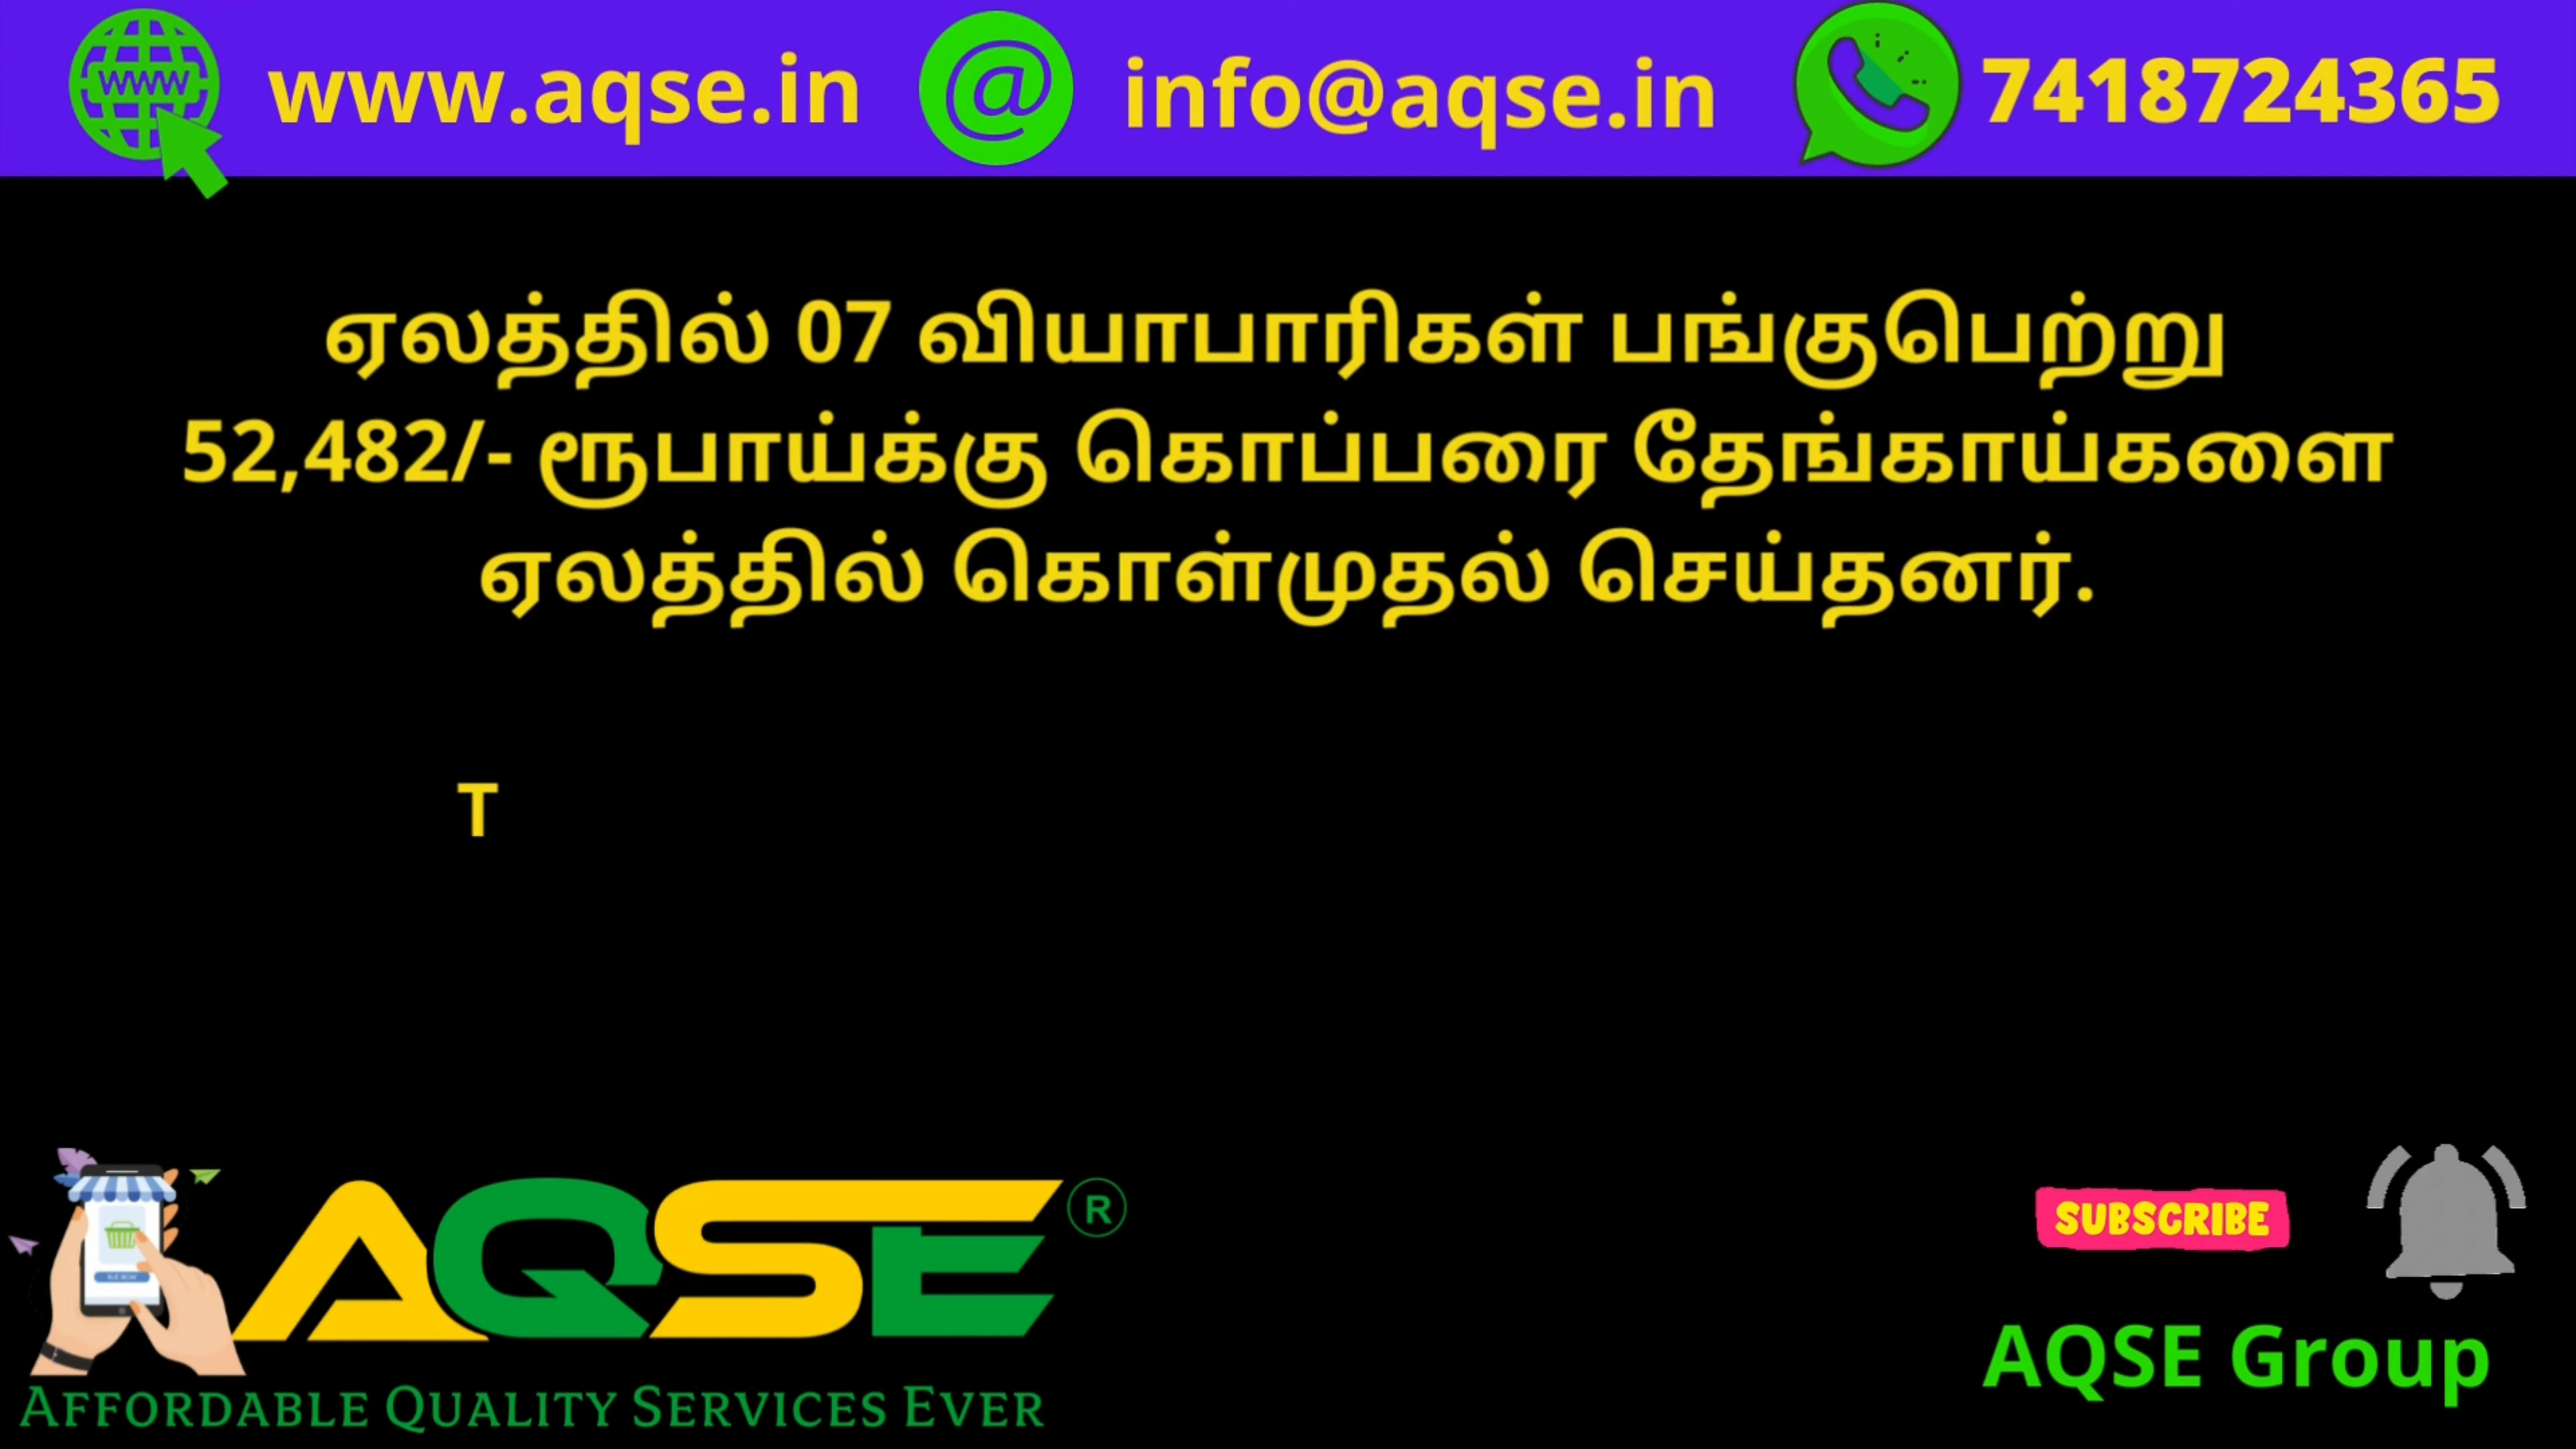 www
www.aqse.in
@
info@aqse.in
7418724365
ஏலத்தில் 07 வியாபாரிகள் பங்குபெற்று
52,482/- ரூபாய்க்கு கொப்பரை தேங்காய்களை
ஏலத்தில் கொள்முதல் செய்தனர்.
T
AQSE ®
AFFORDABLE QUALITY SERVICES EVER
SUBSCRIBE
AQSE Group